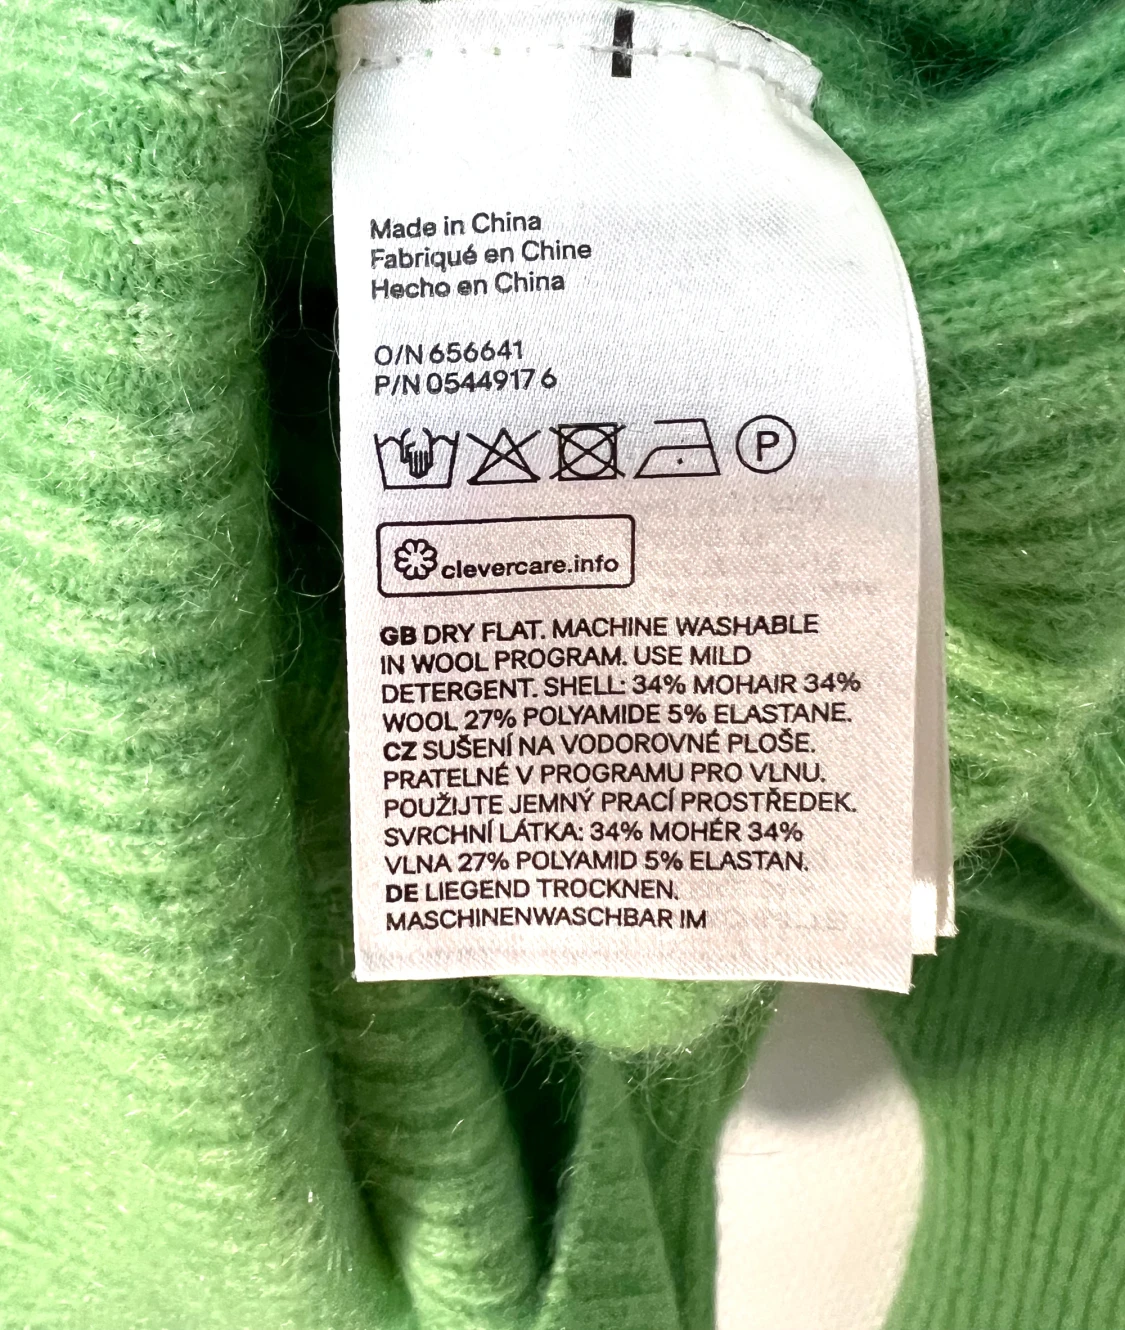 Made in China
Fabriqué en Chine
Hecho en China
O/N 656641
P/N 0544917 6
P
clevercare.info
GB DRY FLAT. MACHINE WASHABLE
IN WOOL PROGRAM. USE MILD
DETERGENT. SHELL: 34% MOHAIR 34%
WOOL 27% POLYAMIDE 5% ELASTANE.
CZ SUŠENÍ NA VODOROVNÉ PLOŠE.
PRATELNÉ V PROGRAMU PRO VLNU.
POUŽIJTE JEMNÝ PRACÍ PROSTŘEDEK.
SVRCHNÍ LÁTKA: 34% MOHÉR 34%
VLNA 27% POLYAMID 5% ELASTAN.
DE LIEGEND TROCKNEN.
MASCHINENWASCHBAR IM